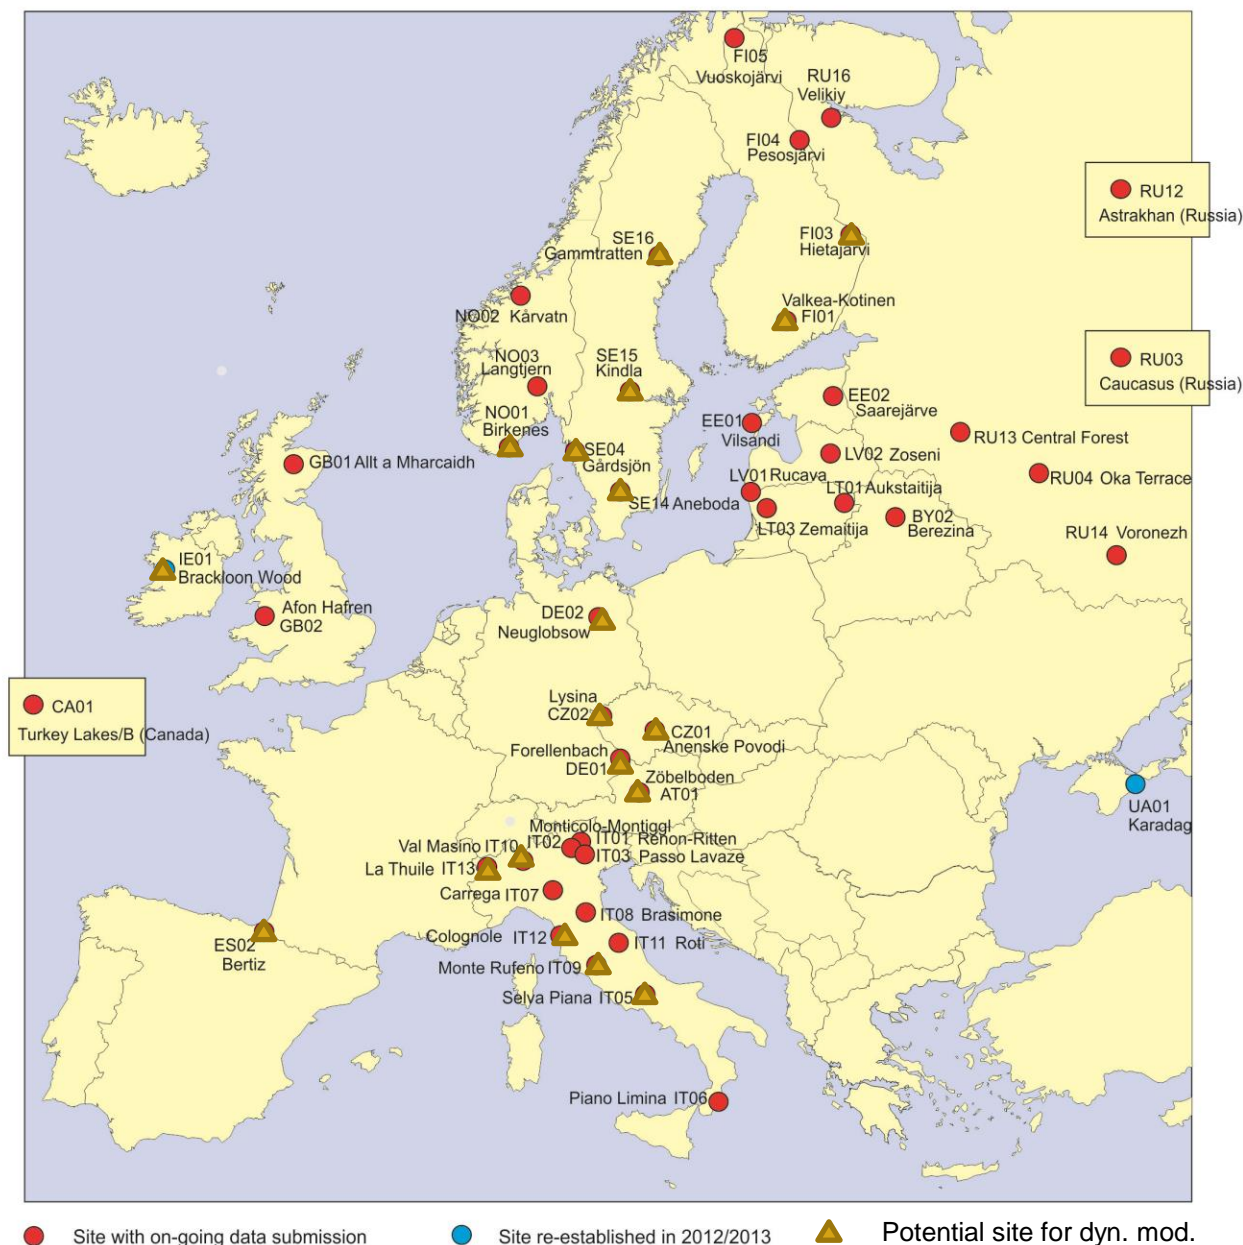 FI05
Vuoskojärvi
RU16
Velikiy
FI04
Pesosjärvi
RU12
Astrakhan (Russia)
SE16
Gammtratten
FI03
Hietajärvi
NO02 Kårvatn
Valkea-Kotinen
FI01
NO03
Langtjern
SE15
Kindla
RU03
Caucasus (Russia)
NO01
Birkenes
EE01
Vilsandi
EE02
Saarejärve
RU13 Central Forest
GB01 Allt a Mharcaidh
SE04
Gårdsjön
LV02 Zoseni
LV01 Rucava
RU04 Oka Terrace
SE14 Aneboda
LT01 Aukstaitija
LT03 Zemaitija
BY02
Berezina
RU14 Voronezh
IE01
Brackloon Wood
Afon Hafren
GB02
DE02
Neuglobsow
CA01
Turkey Lakes/B (Canada)
Lysina
CZ02
CZ01
Anenske Povodi
Forellenbach
DE01
Zöbelboden
AT01
UA01
Karadag
Monticolo-Montiggl
IT02
IT01 Renon-Ritten
Val Masino IT10
IT03 Passo Lavaze
La Thuile IT13
Carrega IT07
IT08 Brasimone
Colognole IT12
IT11 Roti
ES02
Bertiz
Monte Rufeno IT09
Selva Piana IT05
Piano Limina IT06
Site with on-going data submission
Site re-established in 2012/2013
Potential site for dyn. mod.